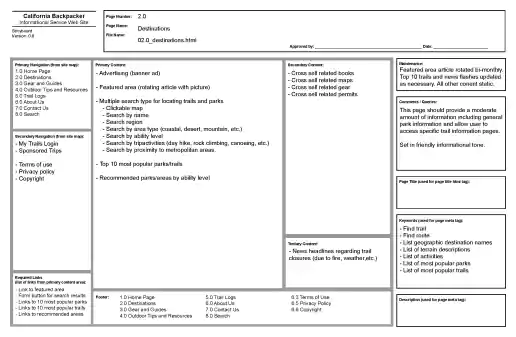 California Backpacker
Informational Service Web Site
Storyboard
Version: 0.8
Page Number: 2.0
Page Name: Destinations
File Name:
02.0_destinations.html
Approved by:
Date:
Primary Navigation (from site map):
1.0 Home Page
2.0 Destinations
3.0 Gear and Guides
4.0 Outdoor Tips and Resources
5.0 Trail Logs
6.0 About Us
7.0 Contact Us
8.0 Search
Secondary Navigation (from site map):
- My Trails Login
- Sponsored Trips
- Terms of use
- Privacy policy
- Copyright
Required Links
(list of links from primary content area):
- Link to featured area
- Form button for search results
- Links to 10 most popular parks
- Links to 10 most popular trails
- Links to recommended areas
Primary Content:
- Advertising (banner ad)
- Featured area (rotating article with picture)
- Multiple search type for locating trails and parks
- Clickable map
- Search by name
- Search region
- Search by area type (coastal, desert, mountain, etc.)
- Search by ability level
- Search by tripactivities (day hike, rock climbing, canoeing, etc.)
- Search by proximity to metropolitan areas.
- Top 10 most popular parks/trails
- Recommended parks/areas by ability level
Secondary Content:
- Cross sell related books
- Cross sell related maps
- Cross sell related gear
- Cross sell related permits
Tertiary Content:
- News headlines regarding trail
closures (due to fire, weather,etc.)
Footer:
1.0 Home Page
2.0 Destinations
3.0 Gear and Guides
4.0 Outdoor Tips and Resources
5.0 Trail Logs
6.0 About Us
7.0 Contact Us
8.0 Search
Terms of Use
Privacy Policy
Copyright
Maintenance:
Featured area article rotated bi-monthly.
Top 10 trails and news flashes updated
as necessary. All other conent static.
Comments / Queries:
This page should provide a moderate
amount of information including general
park information and allow user to
access specific trail information pages.
Set in friendly informational tone.
Page Title (used for page title html tag):
Keywords (used for page meta tag):
- Find trail
- Find route
- List geographic destination names
- List of terrain descriptions
- List of activities
- List of most popular parks
- List of most popular trails
Description (used for page meta tag):